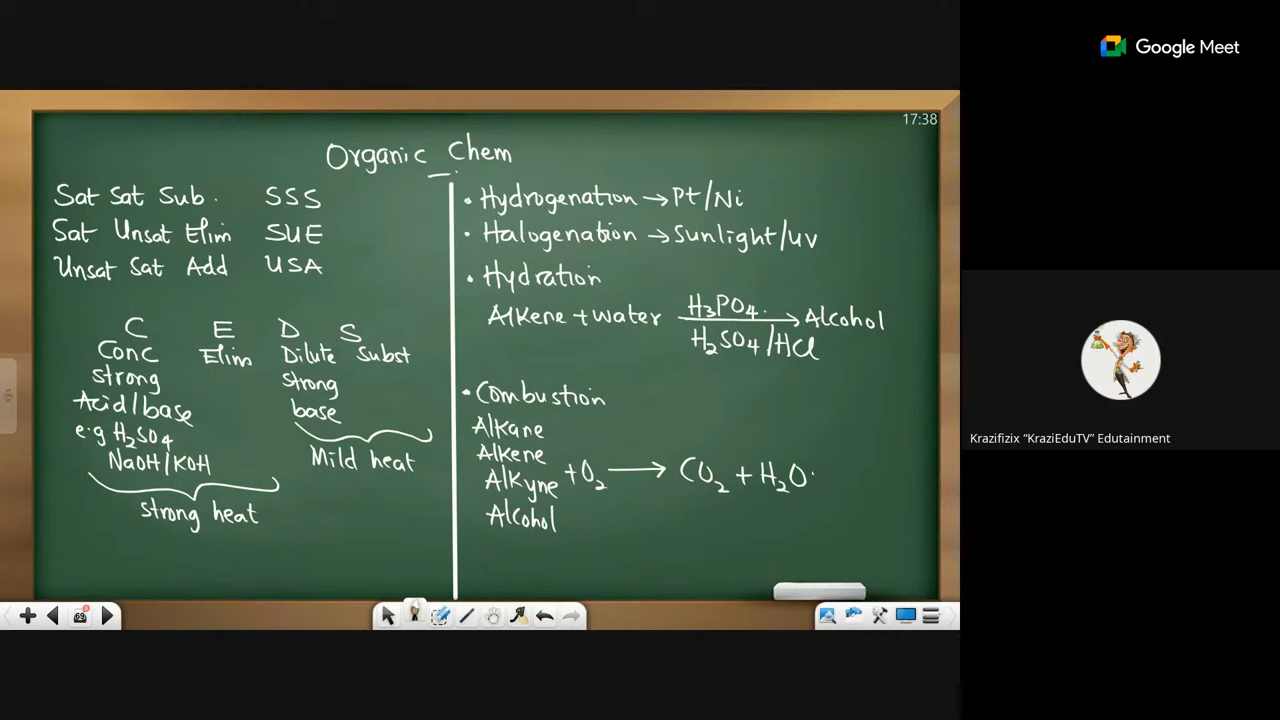 Google Meet
17:38
Organic Chem
Sat Sat Sub. SSS
Sat Unsat Elim SUE
Unsat Sat Add USA
C E D S
Conc Elim Dilute Subst
strong strong
Acid/base base
e.g H₂SO₄
NaOH/KOH
Mild heat
strong heat
• Hydrogenation → Pt/Ni
• Halogenation → Sunlight/uv
• Hydration
Alkene + water H₃PO₄ → Alcohol
H₂SO₄/HCl
• Combustion
Alkane
Alkene
Alkyne + O₂ → CO₂ + H₂O
Alcohol
69
Krazifizix “KraziEduTV” Edutainment